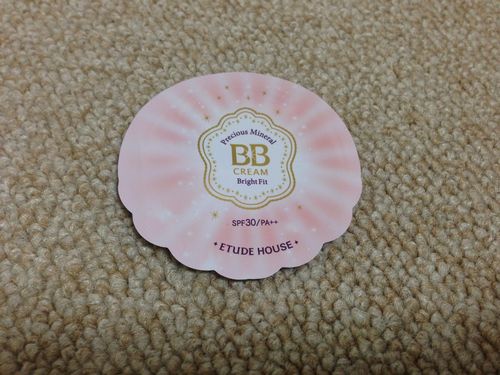 Precious Mineral
BB
CREAM
Bright Fit
SPF30/PA++
• ETUDE HOUSE •